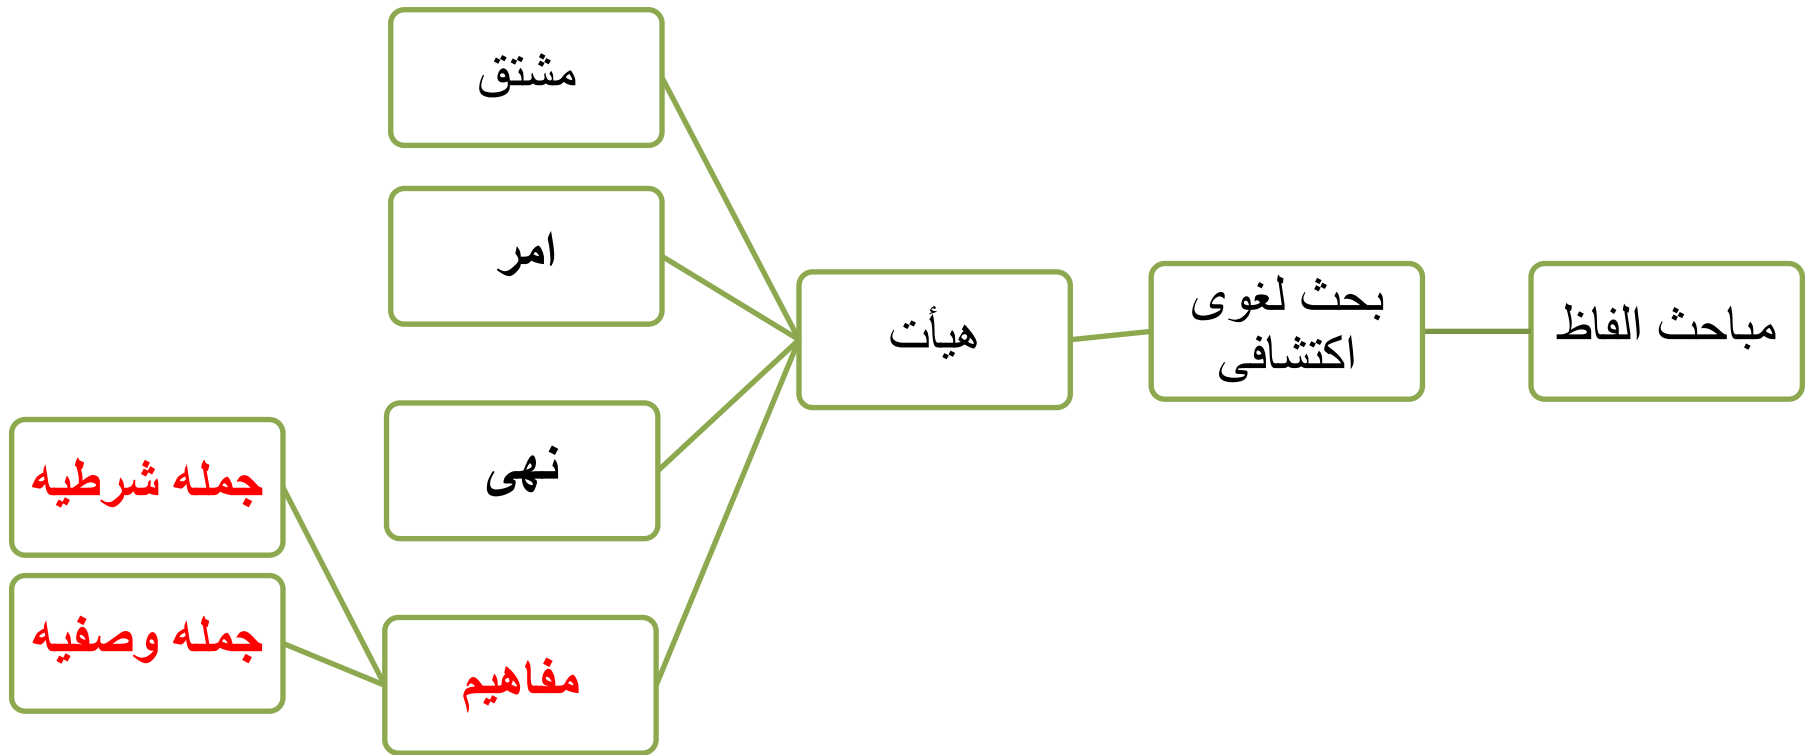 مباحث الفاظ
بحث لغوی
اکتشافی
هیأت
مشتق
امر
نهی
مفاهیم
جمله شرطیه
جمله وصفیه